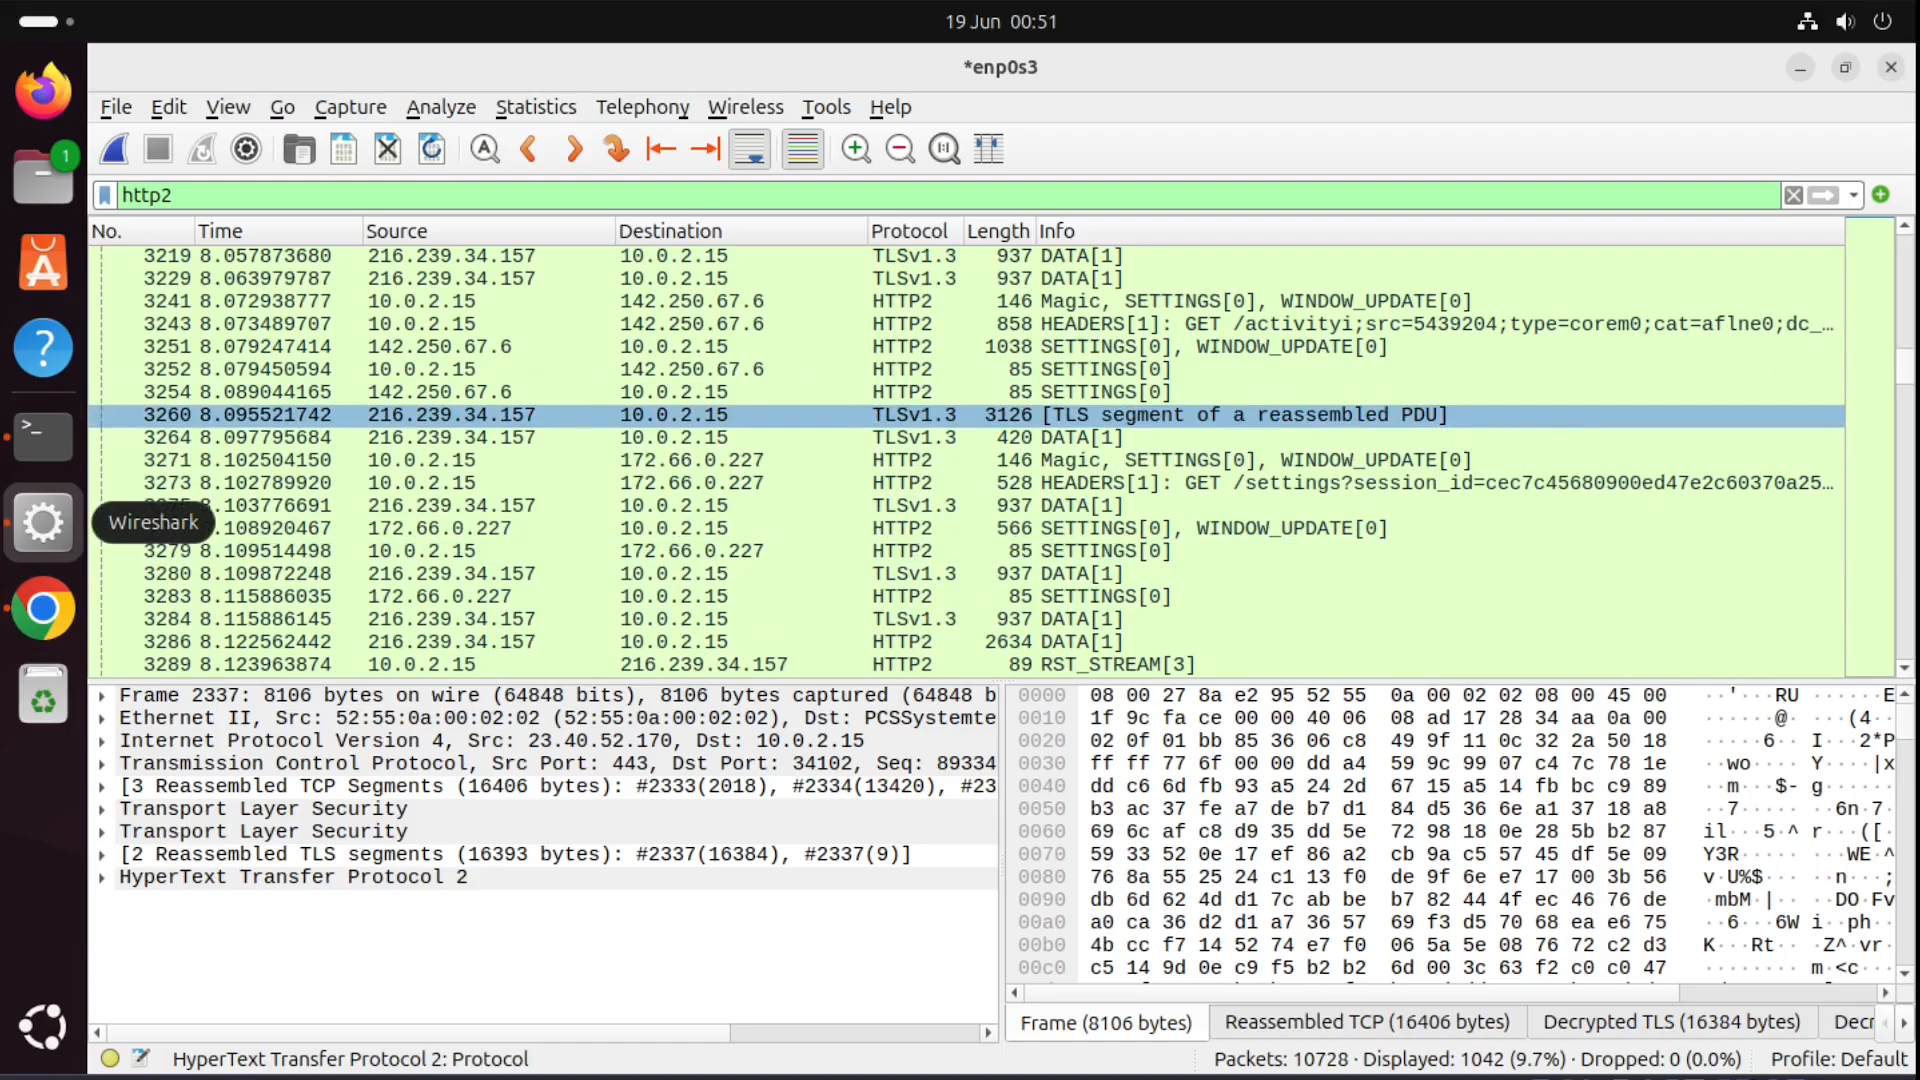 19 Jun 00:51
*enp0s3
File Edit View Go Capture Analyze Statistics Telephony Wireless Tools Help
http2
No. Time Source Destination Protocol Length Info
3219 8.057873680 216.239.34.157 10.0.2.15 TLSv1.3 937 DATA[1]
3229 8.063979787 216.239.34.157 10.0.2.15 TLSv1.3 937 DATA[1]
3241 8.072938777 10.0.2.15 142.250.67.6 HTTP2 146 Magic, SETTINGS[0], WINDOW_UPDATE[0]
3243 8.073489707 10.0.2.15 142.250.67.6 HTTP2 858 HEADERS[1]: GET /activityi;src=5439204;type=corem0;cat=aflne0;dc_…
3251 8.079247414 142.250.67.6 10.0.2.15 HTTP2 1038 SETTINGS[0], WINDOW_UPDATE[0]
3252 8.079450594 10.0.2.15 142.250.67.6 HTTP2 85 SETTINGS[0]
3254 8.089044165 142.250.67.6 10.0.2.15 HTTP2 85 SETTINGS[0]
3260 8.095521742 216.239.34.157 10.0.2.15 TLSv1.3 3126 [TLS segment of a reassembled PDU]
3264 8.097795684 216.239.34.157 10.0.2.15 TLSv1.3 420 DATA[1]
3271 8.102504150 10.0.2.15 172.66.0.227 HTTP2 146 Magic, SETTINGS[0], WINDOW_UPDATE[0]
3273 8.102789920 10.0.2.15 172.66.0.227 HTTP2 528 HEADERS[1]: GET /settings?session_id=cec7c45680900ed47e2c60370a25…
8.103776691 216.239.34.157 10.0.2.15 TLSv1.3 937 DATA[1]
Wireshark
.108920467 172.66.0.227 10.0.2.15 HTTP2 566 SETTINGS[0], WINDOW_UPDATE[0]
3279 8.109514498 10.0.2.15 172.66.0.227 HTTP2 85 SETTINGS[0]
3280 8.109872248 216.239.34.157 10.0.2.15 TLSv1.3 937 DATA[1]
3283 8.115886035 172.66.0.227 10.0.2.15 HTTP2 85 SETTINGS[0]
3284 8.115886145 216.239.34.157 10.0.2.15 TLSv1.3 937 DATA[1]
3286 8.122562442 216.239.34.157 10.0.2.15 HTTP2 2634 DATA[1]
3289 8.123963874 10.0.2.15 216.239.34.157 HTTP2 89 RST_STREAM[3]
Frame 2337: 8106 bytes on wire (64848 bits), 8106 bytes captured (64848 b
Ethernet II, Src: 52:55:0a:00:02:02 (52:55:0a:00:02:02), Dst: PCSSystemte
Internet Protocol Version 4, Src: 23.40.52.170, Dst: 10.0.2.15
Transmission Control Protocol, Src Port: 443, Dst Port: 34102, Seq: 89334
[3 Reassembled TCP Segments (16406 bytes): #2333(2018), #2334(13420), #23
Transport Layer Security
Transport Layer Security
[2 Reassembled TLS segments (16393 bytes): #2337(16384), #2337(9)]
HyperText Transfer Protocol 2
0000 08 00 27 8a e2 95 52 55 0a 00 02 02 08 00 45 00 ··'···RU ······E·
0010 1f 9c fa ce 00 00 40 06 08 ad 17 28 34 aa 0a 00 ······@· ···(4···
0020 02 0f 01 bb 85 36 06 c8 49 9f 11 0c 32 2a 50 18 ·····6·· I···2*P·
0030 ff ff 77 6f 00 00 dd a4 59 9c 99 07 c4 7c 78 1e ··wo···· Y····|x·
0040 dd c6 6d fb 93 a5 24 2d 67 15 a5 14 fb bc c9 89 ··m···$- g·······
0050 b3 ac 37 fe a7 de b7 d1 84 d5 36 6e a1 37 18 a8 ··7····· ··6n·7··
0060 69 6c af c8 d9 35 dd 5e 72 98 18 0e 28 5b b2 87 il···5·^ r···([··
0070 59 33 52 0e 17 ef 86 a2 cb 9a c5 57 45 df 5e 09 Y3R····· ···WE·^·
0080 76 8a 55 25 24 c1 13 f0 de 9f 6e e7 17 00 3b 56 v·U%$··· ··n···;
0090 db 6d 62 4d d1 7c ab be b7 82 44 4f ec 46 76 de ·mbM·|·· ··DO·Fv
00a0 a0 ca 36 d2 d1 a7 36 57 69 f3 d5 70 68 ea e6 75 ··6···6W i··ph··
00b0 4b cc f7 14 52 74 e7 f0 06 5a 5e 08 76 72 c2 d3 K···Rt·· ·Z^·vr··
00c0 c5 14 9d 0e c9 f5 b2 b2 6d 00 3c 63 f2 c0 c0 47 ········ m·<c···
Frame (8106 bytes) Reassembled TCP (16406 bytes) Decrypted TLS (16384 bytes) Decr
HyperText Transfer Protocol 2: Protocol Packets: 10728 · Displayed: 1042 (9.7%) · Dropped: 0 (0.0%) Profile: Default